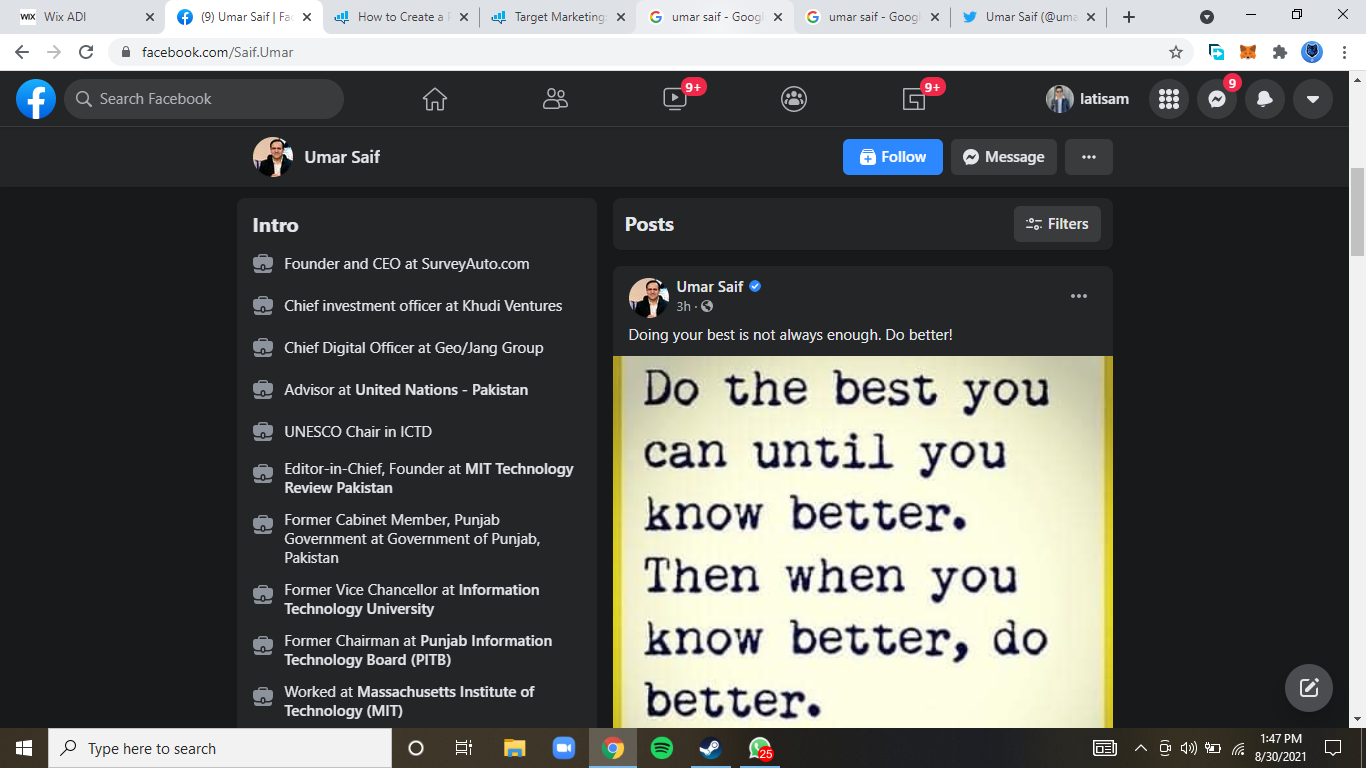 WIX
Wix ADI
(9) Umar Saif | Fac
How to Create a F
Target Marketing
umar saif - Googl
umar saif - Googl
Umar Saif (@uma
facebook.com/Saif.Umar
Search Facebook
9+
9+
latisam
9
Umar Saif
Follow
Message
Intro
Founder and CEO at SurveyAuto.com
Chief investment officer at Khudi Ventures
Chief Digital Officer at Geo/Jang Group
Advisor at United Nations - Pakistan
UNESCO Chair in ICTD
Editor-in-Chief, Founder at MIT Technology
Review Pakistan
Former Cabinet Member, Punjab
Government at Government of Punjab,
Pakistan
Former Vice Chancellor at Information
Technology University
Former Chairman at Punjab Information
Technology Board (PITB)
Worked at Massachusetts Institute of
Technology (MIT)
Posts
Filters
Umar Saif
3h ·
Doing your best is not always enough. Do better!
Do the best you
can until you
know better.
Then when you
know better, do
better.
Type here to search
25
1:47 PM
8/30/2021